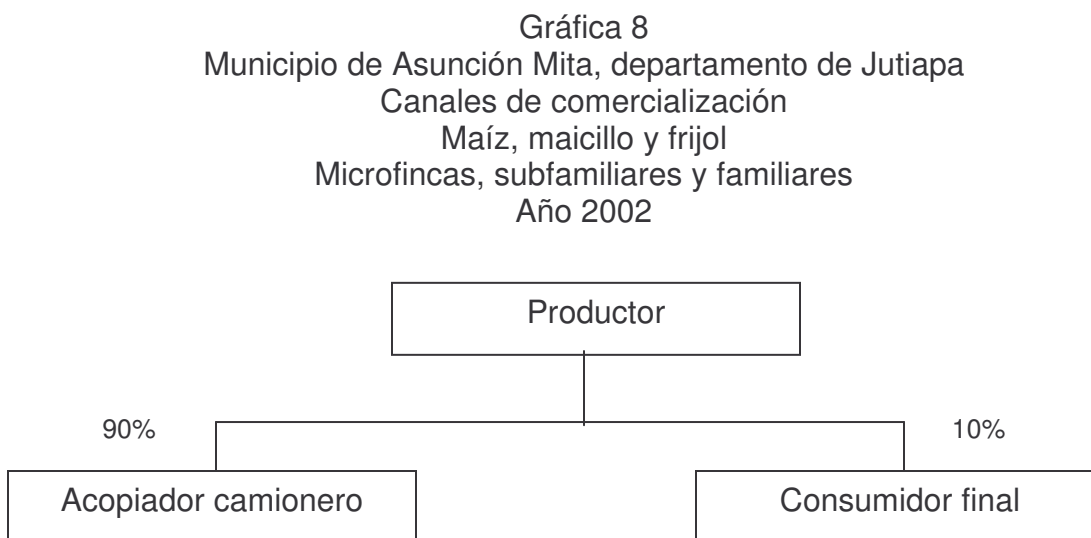 Gráfica 8
Municipio de Asunción Mita, departamento de Jutiapa
Canales de comercialización
Maíz, maicillo y frijol
Microfincas, subfamiliares y familiares
Año 2002
Productor
90%
10%
Acopiador camionero
Consumidor final